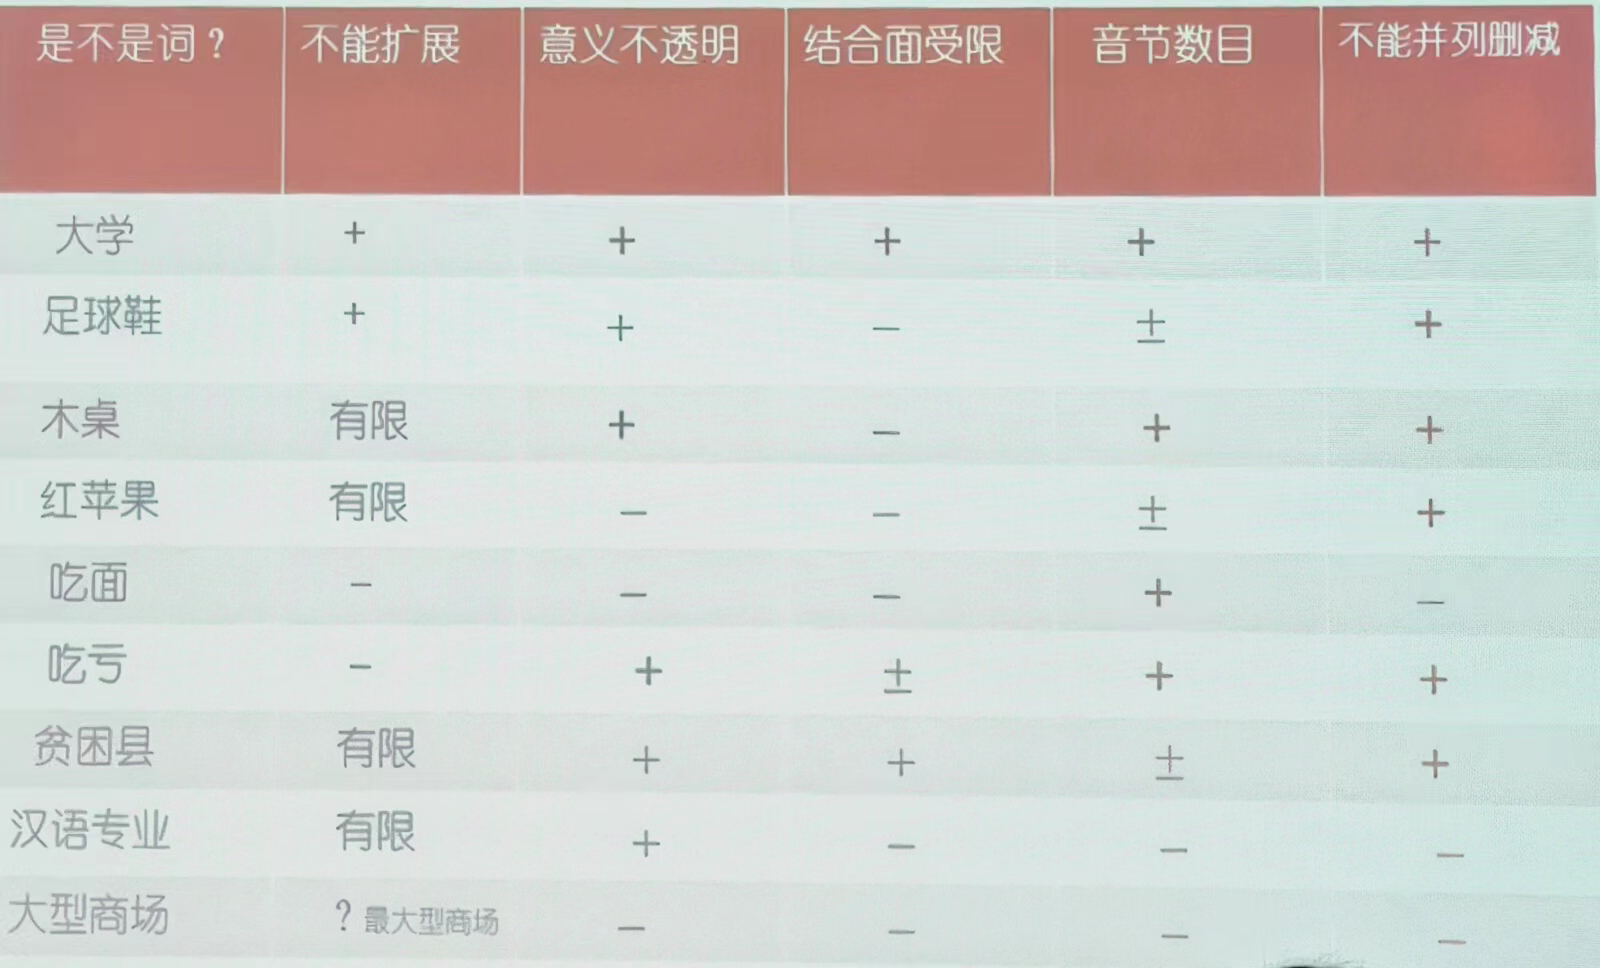 是不是词？ 不能扩展 意义不透明 结合面受限 音节数目 不能并列删减
大学 + + + + +
足球鞋 + + − ± +
木桌 有限 + − + +
红苹果 有限 − − ± +
吃面 − − − + −
吃亏 − + ± + +
贫困县 有限 + + ± +
汉语专业 有限 + − − −
大型商场 ？最大型商场 − − − −